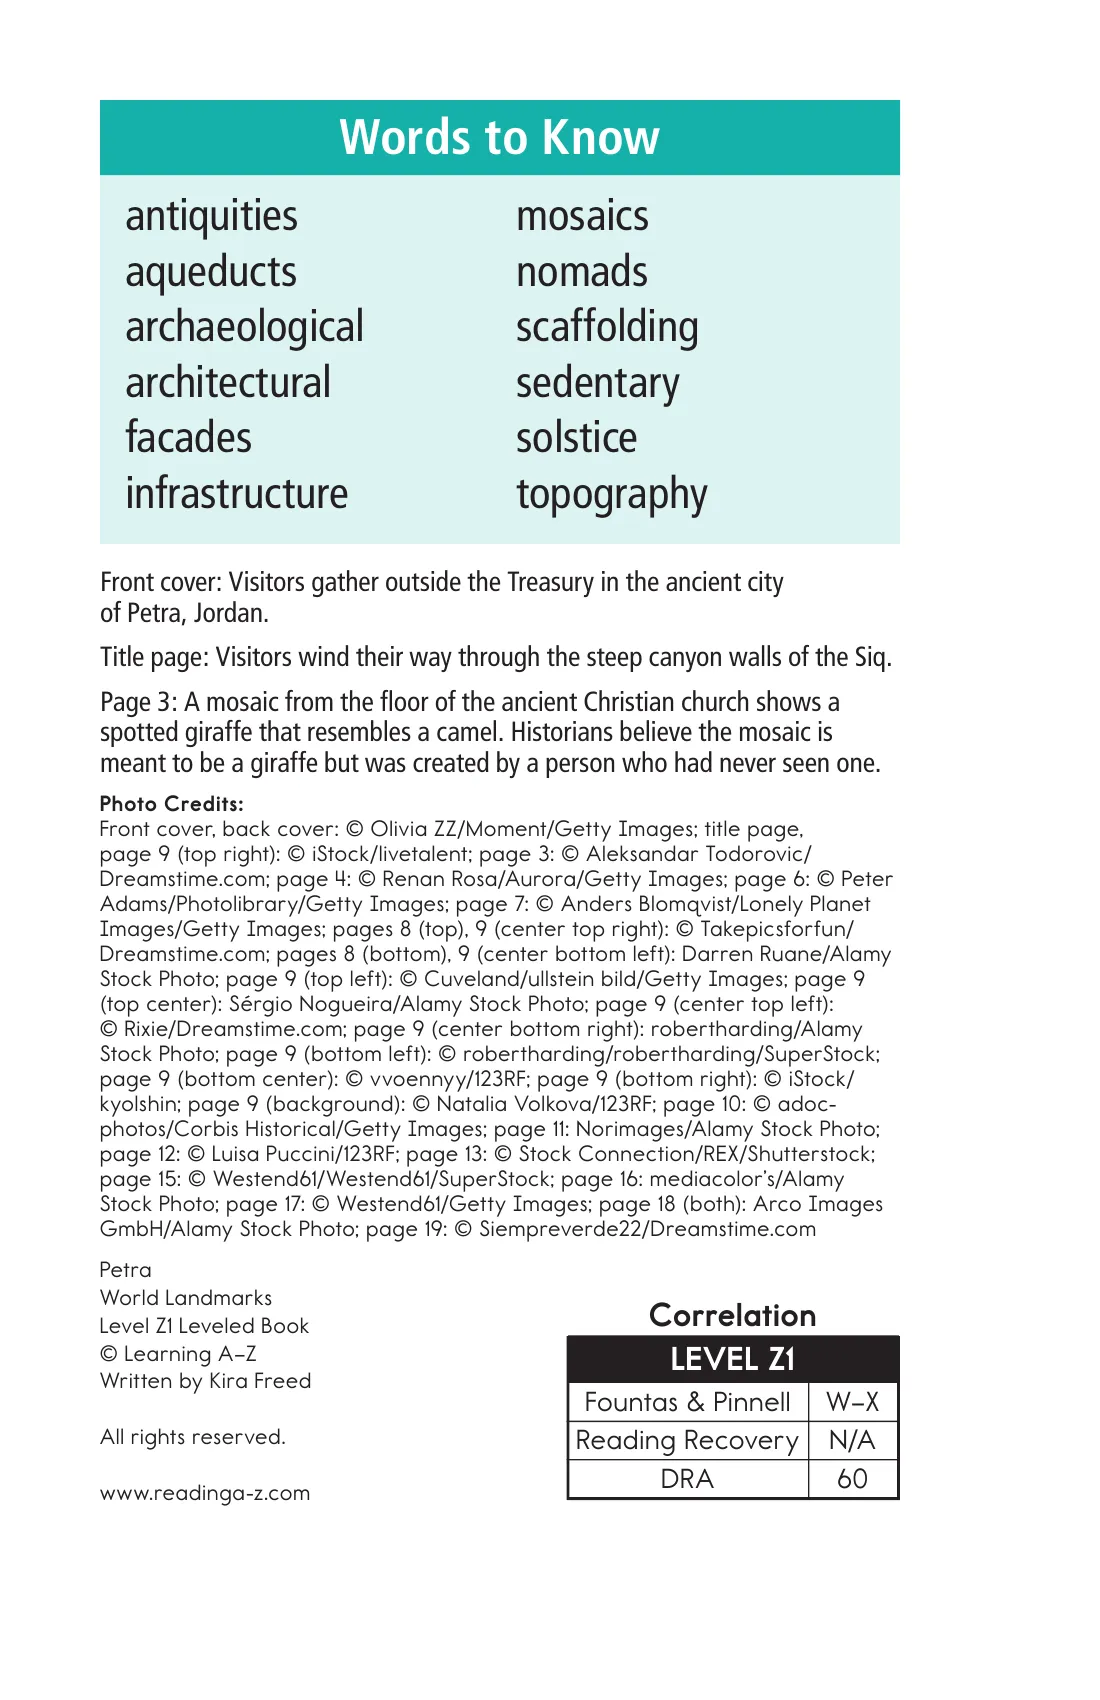 Words to Know
antiquities
aqueducts
archaeological
architectural
facades
infrastructure
mosaics
nomads
scaffolding
sedentary
solstice
topography
Front cover: Visitors gather outside the Treasury in the ancient city
of Petra, Jordan.
Title page: Visitors wind their way through the steep canyon walls of the Siq.
Page 3: A mosaic from the floor of the ancient Christian church shows a
spotted giraffe that resembles a camel. Historians believe the mosaic is
meant to be a giraffe but was created by a person who had never seen one.
Photo Credits:
Front cover, back cover: © Olivia ZZ/Moment/Getty Images; title page,
page 9 (top right): © iStock/livetalent; page 3: © Aleksandar Todorovic/
Dreamstime.com; page 4: © Renan Rosa/Aurora/Getty Images; page 6: © Peter
Adams/Photolibrary/Getty Images; page 7: © Anders Blomqvist/Lonely Planet
Images/Getty Images; pages 8 (top), 9 (center top right): © Takepicsforfun/
Dreamstime.com; pages 8 (bottom), 9 (center bottom left): Darren Ruane/Alamy
Stock Photo; page 9 (top left): © Cuveland/ullstein bild/Getty Images; page 9
(top center): Sérgio Nogueira/Alamy Stock Photo; page 9 (center top left):
© Rixie/Dreamstime.com; page 9 (center bottom right): robertharding/Alamy
Stock Photo; page 9 (bottom left): © robertharding/robertharding/SuperStock;
page 9 (bottom center): © vvoennyy/123RF; page 9 (bottom right): © iStock/
kyolshin; page 9 (background): © Natalia Volkova/123RF; page 10: © adoc-
photos/Corbis Historical/Getty Images; page 11: Norimages/Alamy Stock Photo;
page 12: © Luisa Puccini/123RF; page 13: © Stock Connection/REX/Shutterstock;
page 15: © Westend61/Westend61/SuperStock; page 16: mediacolor's/Alamy
Stock Photo; page 17: © Westend61/Getty Images; page 18 (both): Arco Images
GmbH/Alamy Stock Photo; page 19: © Siempreverde22/Dreamstime.com
Petra
World Landmarks
Level Z1 Leveled Book
© Learning A–Z
Written by Kira Freed
All rights reserved.
www.readinga-z.com
Correlation
LEVEL Z1
Fountas & Pinnell W–X
Reading Recovery N/A
DRA 60